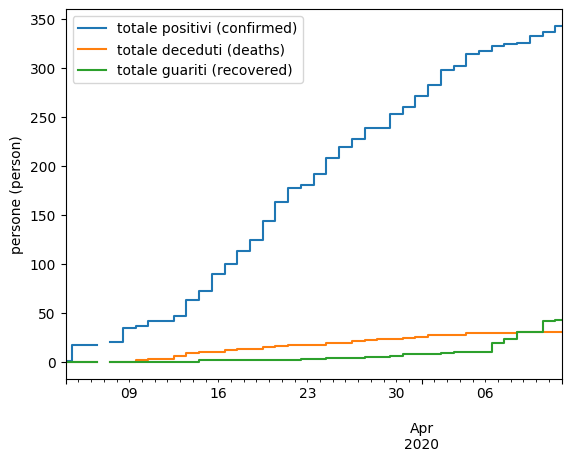 totale positivi (confirmed)
totale deceduti (deaths)
totale guariti (recovered)
persone (person)
350
300
250
200
150
100
50
0
09 16 23 30 06
Apr
2020